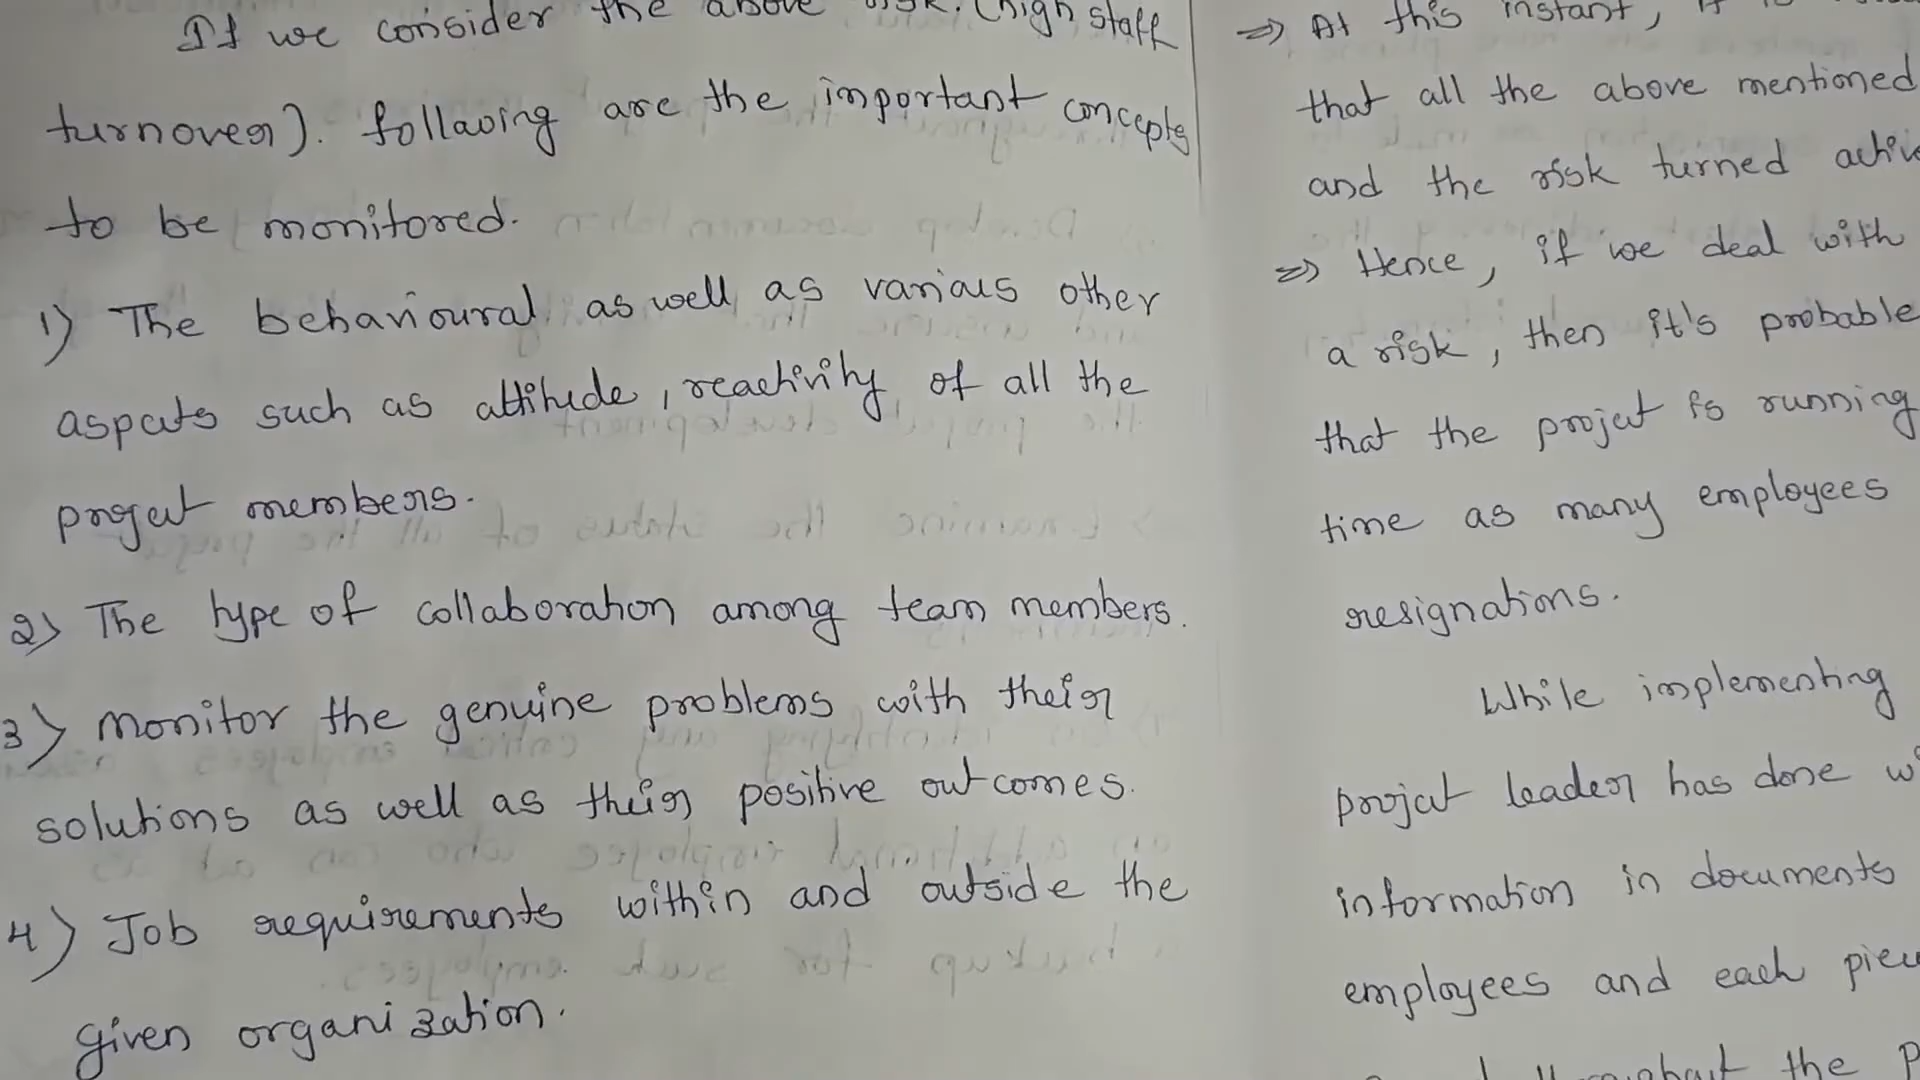 If we consider the above risk. (high staff
turnover). following are the important concepts
to be monitored.
1) The behavioural as well as various other
aspects such as attitude, reactivity of all the
project members.
2) The type of collaboration among team members.
3) Monitor the genuine problems with their
solutions as well as their positive outcomes.
4) Job requirements within and outside the
given organization.
=> At this instant, it is
that all the above mentioned
and the risk turned active
=> Hence, if we deal with
a risk, then it's probable
that the project is running
time as many employees
resignations.
While implementing
project leader has done
information in documents
employees and each
the